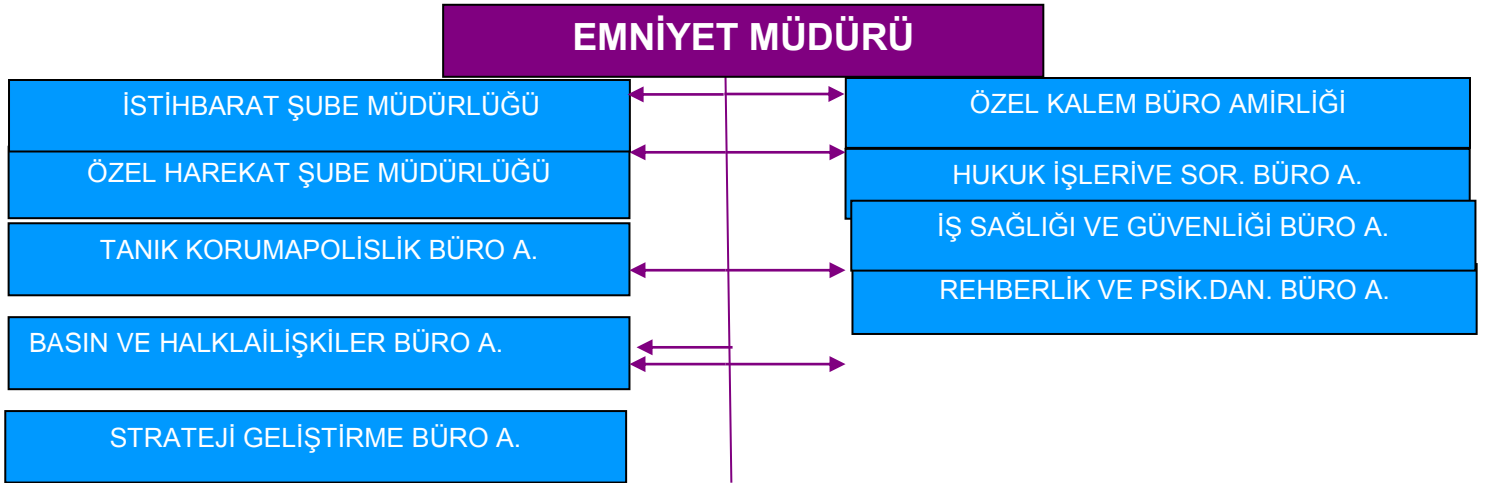 EMNİYET MÜDÜRÜ
İSTİHBARAT ŞUBE MÜDÜRLÜĞÜ
ÖZEL HAREKAT ŞUBE MÜDÜRLÜĞÜ
TANIK KORUMAPOLİSLİK BÜRO A.
BASIN VE HALKLAİLİŞKİLER BÜRO A.
STRATEJİ GELİŞTİRME BÜRO A.
ÖZEL KALEM BÜRO AMİRLİĞİ
HUKUK İŞLERİVE SOR. BÜRO A.
İŞ SAĞLIĞI VE GÜVENLİĞİ BÜRO A.
REHBERLİK VE PSİK.DAN. BÜRO A.